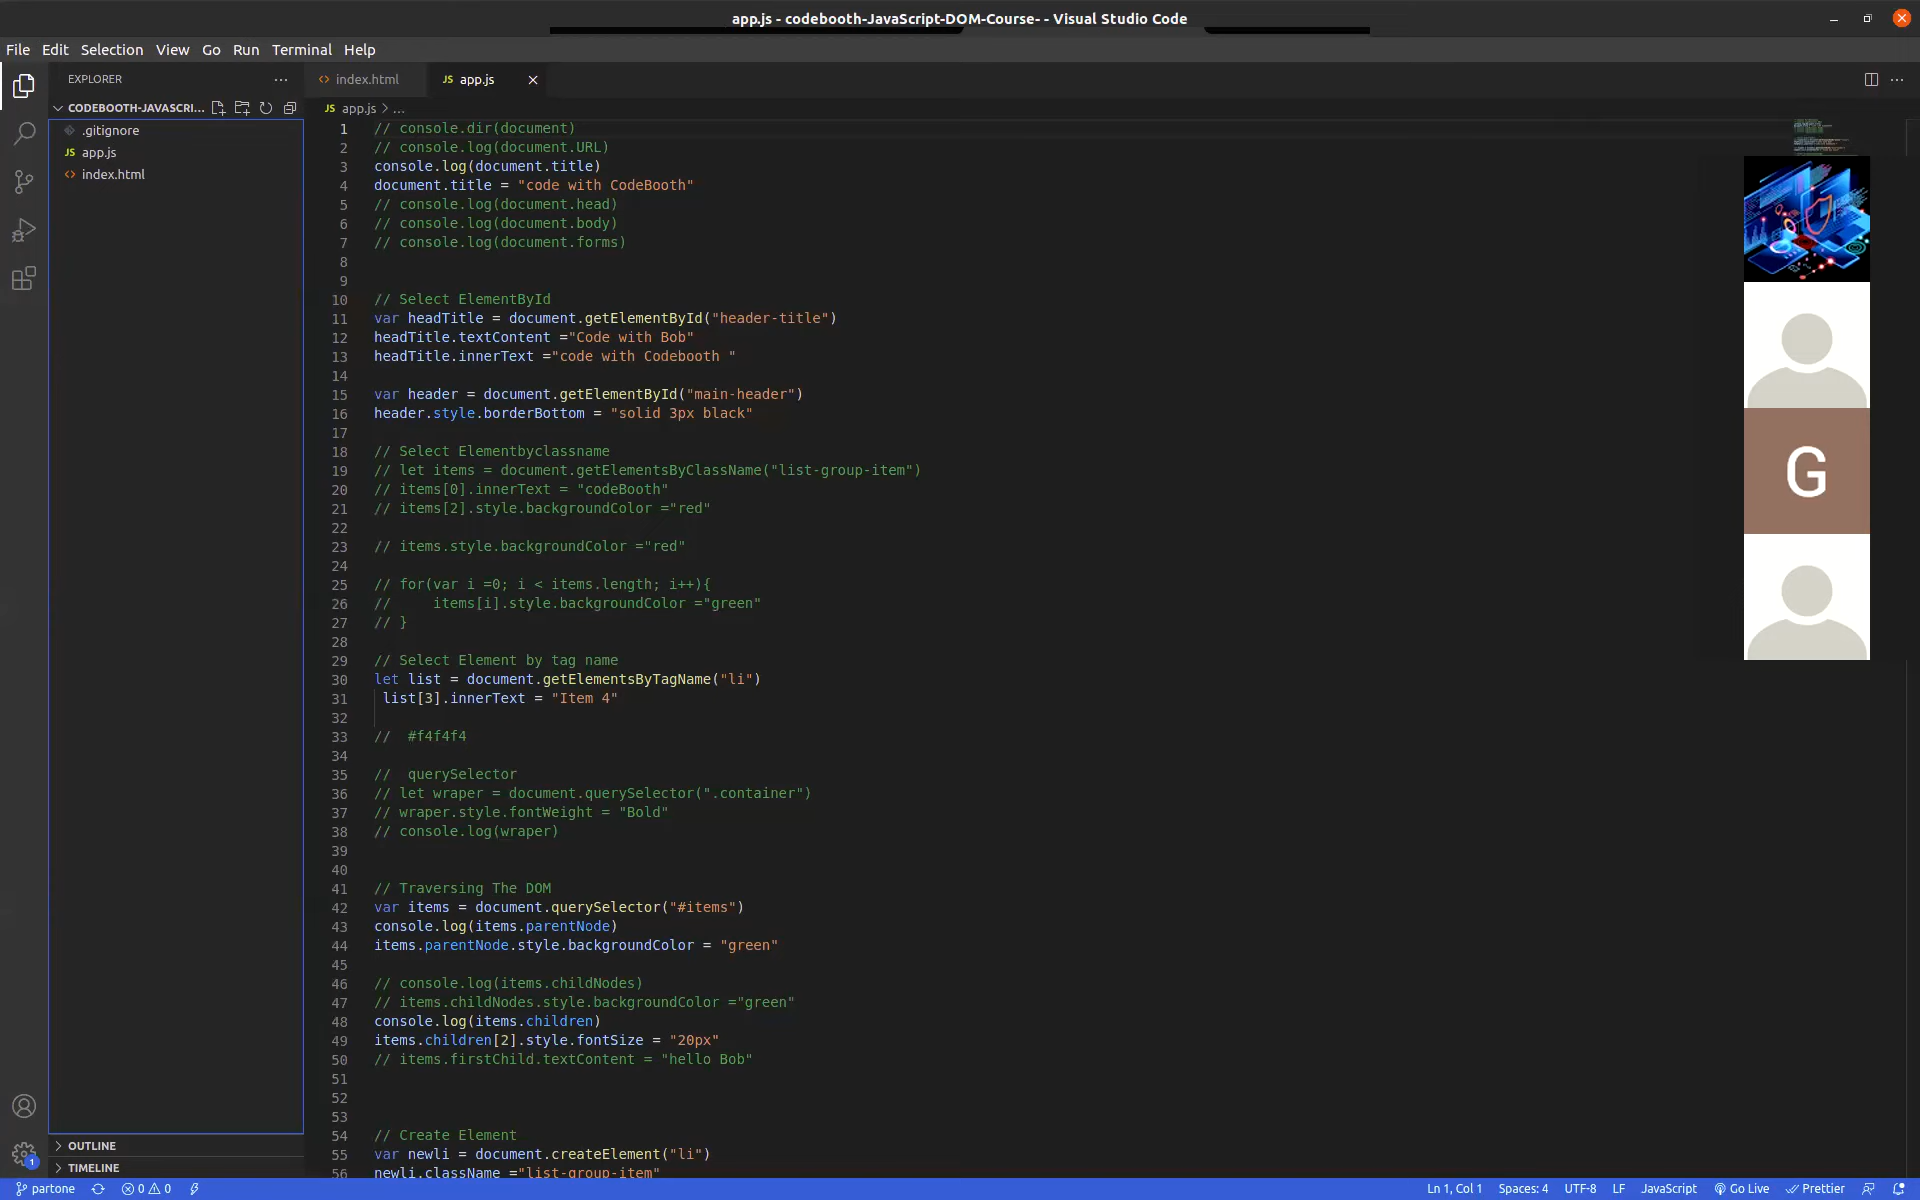 app.js - codebooth-JavaScript-DOM-Course- - Visual Studio Code
File Edit Selection View Go Run Terminal Help
EXPLORER
index.html
JS app.js
CODEBOOTH-JAVASCRI...
JS app.js > ...
.gitignore
JS app.js
index.html
1 // console.dir(document)
2 // console.log(document.URL)
3 console.log(document.title)
4 document.title = "code with CodeBooth"
5 // console.log(document.head)
6 // console.log(document.body)
7 // console.log(document.forms)
8
9
10 // Select ElementById
11 var headTitle = document.getElementById("header-title")
12 headTitle.textContent ="Code with Bob"
13 headTitle.innerText ="code with Codebooth "
14
15 var header = document.getElementById("main-header")
16 header.style.borderBottom = "solid 3px black"
17
18 // Select Elementbyclassname
19 // let items = document.getElementsByClassName("list-group-item")
20 // items[0].innerText = "codeBooth"
21 // items[2].style.backgroundColor ="red"
22
23 // items.style.backgroundColor ="red"
24
25 // for(var i =0; i < items.length; i++){
26 //     items[i].style.backgroundColor ="green"
27 // }
28
29 // Select Element by tag name
30 let list = document.getElementsByTagName("li")
31  list[3].innerText = "Item 4"
32
33 //  #f4f4f4
34
35 //  querySelector
36 // let wraper = document.querySelector(".container")
37 // wraper.style.fontWeight = "Bold"
38 // console.log(wraper)
39
40
41 // Traversing The DOM
42 var items = document.querySelector("#items")
43 console.log(items.parentNode)
44 items.parentNode.style.backgroundColor = "green"
45
46 // console.log(items.childNodes)
47 // items.childNodes.style.backgroundColor ="green"
48 console.log(items.children)
49 items.children[2].style.fontSize = "20px"
50 // items.firstChild.textContent = "hello Bob"
51
52
53
54 // Create Element
55 var newli = document.createElement("li")
56 newli.className ="list-group-item"
G
OUTLINE
TIMELINE
1
partone 0 0 Ln 1, Col 1 Spaces: 4 UTF-8 LF JavaScript Go Live Prettier